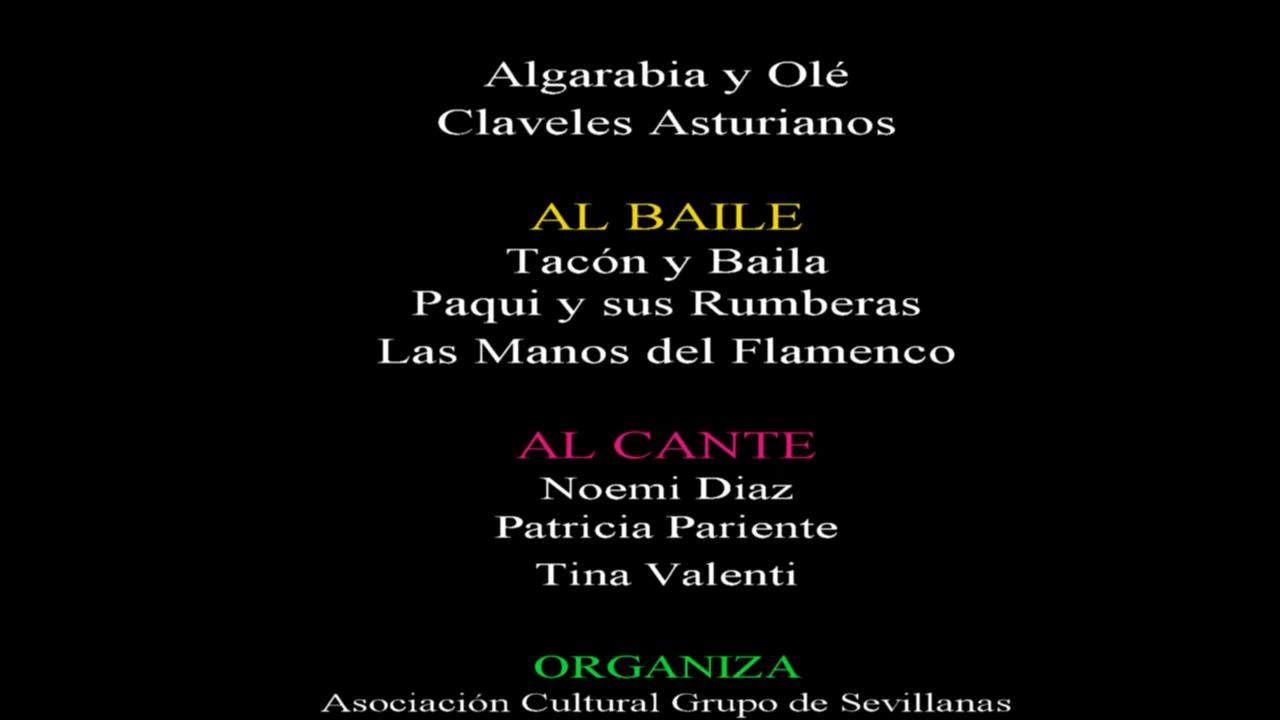 Algarabia y Olé
Claveles Asturianos
AL BAILE
Tacón y Baila
Paqui y sus Rumberas
Las Manos del Flamenco
AL CANTE
Noemi Diaz
Patricia Pariente
Tina Valenti
ORGANIZA
Asociación Cultural Grupo de Sevillanas